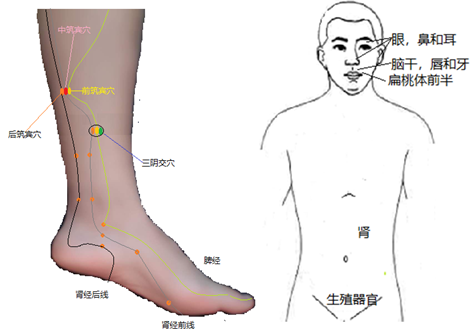 中筑宾穴
前筑宾穴
后筑宾穴
三阴交穴
脾经
肾经后线
肾经前线
眼，鼻和耳
脑干，唇和牙
扁桃体前半
肾
生殖器官